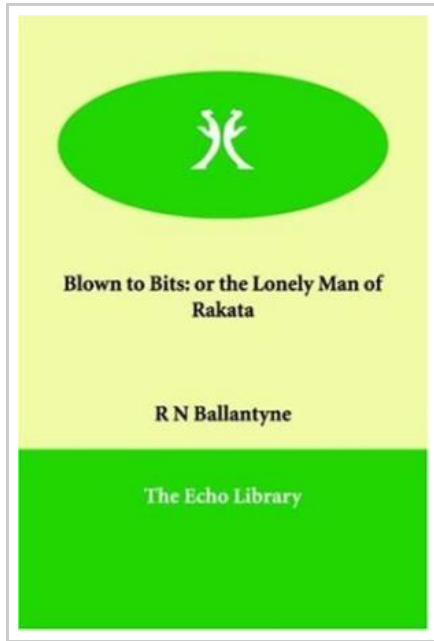 Blown to Bits: or the Lonely Man of
Rakata
R N Ballantyne
The Echo Library